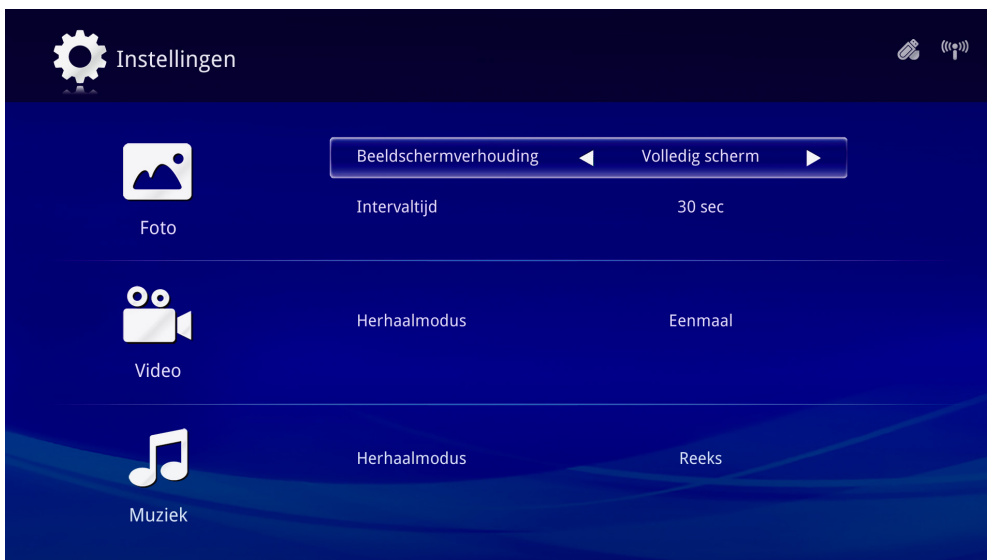 Instellingen
Beeldschermverhouding Volledig scherm
Intervaltijd 30 sec
Foto
Herhaalmodus Eenmaal
Video
Herhaalmodus Reeks
Muziek